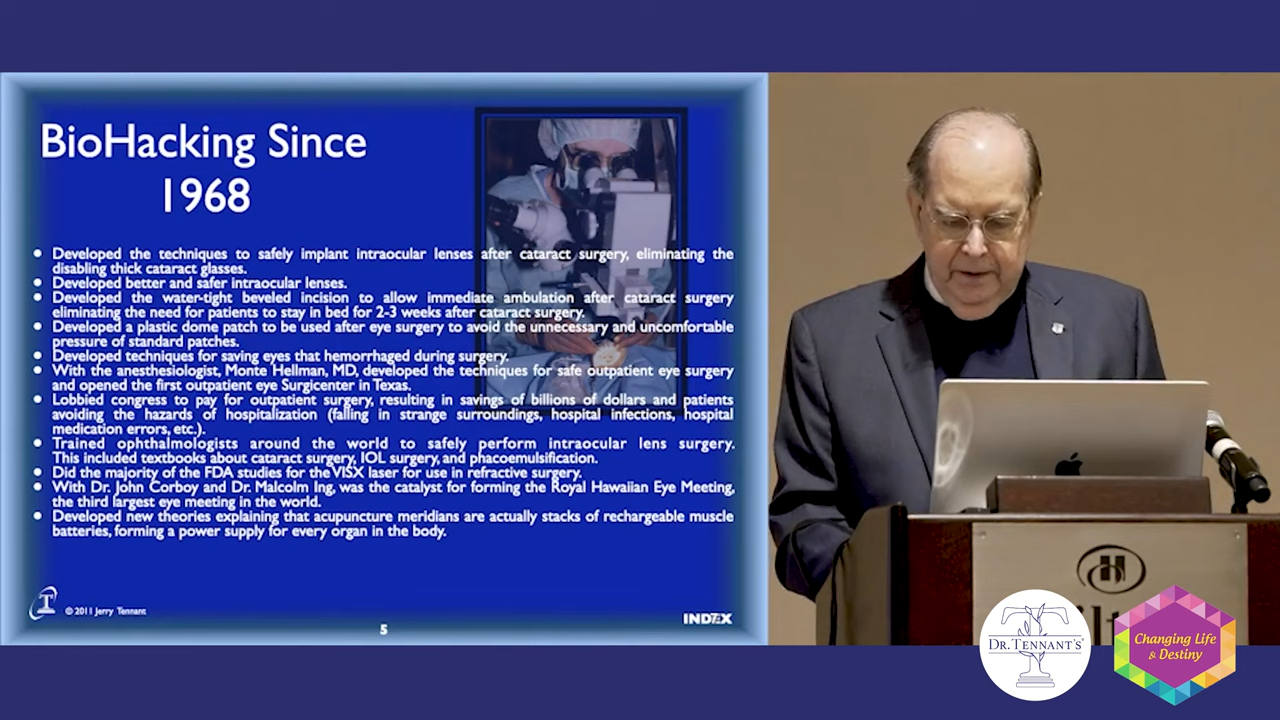 BioHacking Since
1968
• Developed the techniques to safely implant intraocular lenses after cataract surgery, eliminating the
disabling thick cataract glasses.
• Developed better and safer intraocular lenses.
• Developed the water-tight beveled incision to allow immediate ambulation after cataract surgery
eliminating the need for patients to stay in bed for 2-3 weeks after cataract surgery.
• Developed a plastic dome patch to be used after eye surgery to avoid the unnecessary and uncomfortable
pressure of standard patches.
• Developed techniques for saving eyes that hemorrhaged during surgery.
• With the anesthesiologist, Monte Hellman, MD, developed the techniques for safe outpatient eye surgery
and opened the first outpatient eye Surgicenter in Texas.
• Lobbied congress to pay for outpatient surgery, resulting in savings of billions of dollars and patients
avoiding the hazards of hospitalization (falling in strange surroundings, hospital infections, hospital
medication errors, etc.).
• Trained ophthalmologists around the world to safely perform intraocular lens surgery.
This included textbooks about cataract surgery, IOL surgery, and phacoemulsification.
• Did the majority of the FDA studies for the VISX laser for use in refractive surgery.
• With Dr. John Corboy and Dr. Malcolm Ing, was the catalyst for forming the Royal Hawaiian Eye Meeting,
the third largest eye meeting in the world.
• Developed new theories explaining that acupuncture meridians are actually stacks of rechargeable muscle
batteries, forming a power supply for every organ in the body.
T
© 2011 Jerry Tennant
5
INDEX
H
DR. TENNANT'S
Changing Life
& Destiny